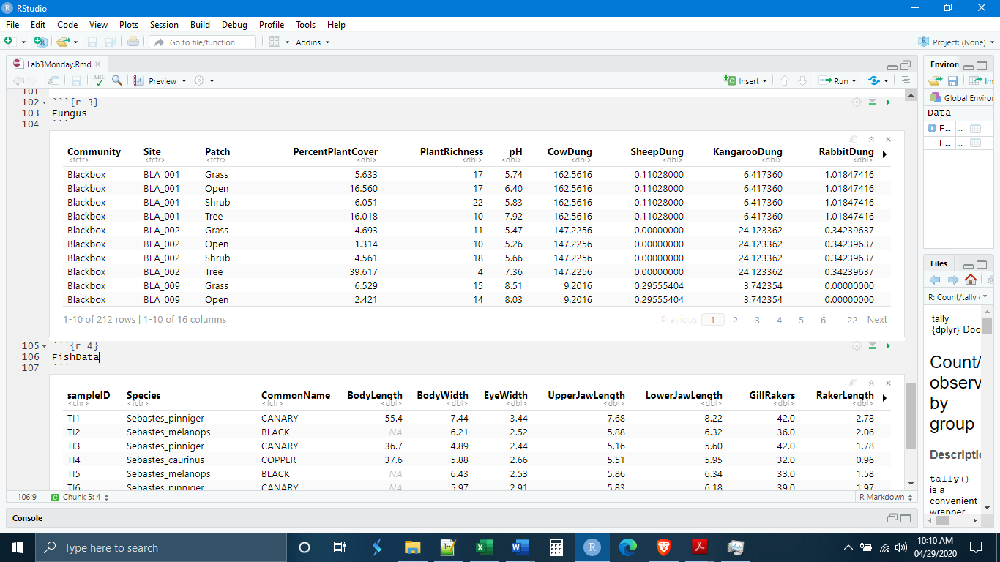 RStudio
File Edit Code View Plots Session Build Debug Profile Tools Help
Go to file/function Addins Project: (None)
Lab3Monday.Rmd
ABC Preview Insert Run
101
102 ```{r 3}
103 Fungus
104 ```
Community Site Patch PercentPlantCover PlantRichness pH CowDung SheepDung KangarooDung RabbitDung
<fctr> <fctr> <fctr> <dbl> <dbl> <dbl> <dbl> <dbl> <dbl> <dbl>
Blackbox BLA_001 Grass 5.633 17 5.74 162.5616 0.11028000 6.417360 1.01847416
Blackbox BLA_001 Open 16.560 17 6.40 162.5616 0.11028000 6.417360 1.01847416
Blackbox BLA_001 Shrub 6.051 22 5.83 162.5616 0.11028000 6.417360 1.01847416
Blackbox BLA_001 Tree 16.018 10 7.92 162.5616 0.11028000 6.417360 1.01847416
Blackbox BLA_002 Grass 4.693 11 5.47 147.2256 0.00000000 24.123362 0.34239637
Blackbox BLA_002 Open 1.314 10 5.26 147.2256 0.00000000 24.123362 0.34239637
Blackbox BLA_002 Shrub 4.561 18 5.66 147.2256 0.00000000 24.123362 0.34239637
Blackbox BLA_002 Tree 39.617 4 7.36 147.2256 0.00000000 24.123362 0.34239637
Blackbox BLA_009 Grass 6.529 15 8.51 9.2016 0.29555404 3.742354 0.00000000
Blackbox BLA_009 Open 2.421 14 8.03 9.2016 0.29555404 3.742354 0.00000000
1-10 of 212 rows | 1-10 of 16 columns Previous 1 2 3 4 5 6 ... 22 Next
105 ```{r 4}
106 FishData
107 ```
sampleID Species CommonName BodyLength BodyWidth EyeWidth UpperJawLength LowerJawLength GillRakers RakerLength
<chr> <fctr> <fctr> <dbl> <dbl> <dbl> <dbl> <dbl> <dbl> <dbl>
TI1 Sebastes_pinniger CANARY 55.4 7.44 3.44 7.68 8.22 42.0 2.78
TI2 Sebastes_melanops BLACK NA 6.21 2.52 5.88 6.32 36.0 2.06
TI3 Sebastes_pinniger CANARY 36.7 4.89 2.44 5.16 5.60 42.0 1.78
TI4 Sebastes_caurinus COPPER 37.6 5.88 2.66 5.51 5.95 32.0 0.96
TI5 Sebastes_melanops BLACK NA 6.43 2.53 5.86 6.34 33.0 1.58
TI6 Sebastes_pinniger CANARY NA 5.97 2.91 5.83 6.18 39.0 1.97
106:9 C Chunk 5: 4 R Markdown
Console
Environ
Im
Global Enviror
Data
F... ...
F... ...
Files
R: Count/tally
tally
{dplyr} Doc
Count/
observ
by
group
Descriptio
tally()
is a
convenient
wrapper
Type here to search
10:10 AM
04/29/2020